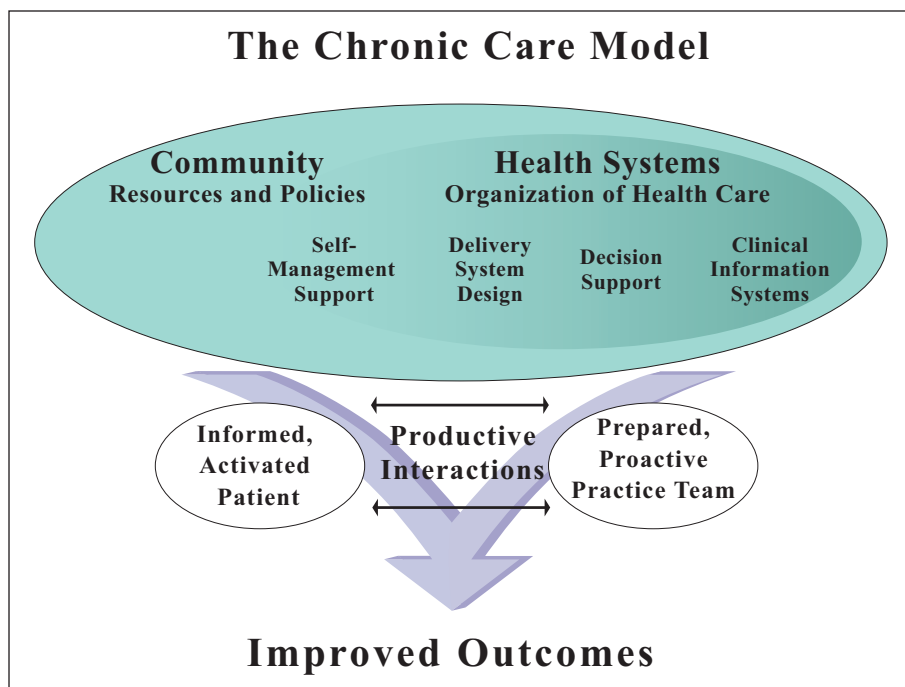 The Chronic Care Model
Community
Resources and Policies
Health Systems
Organization of Health Care
Self-
Management
Support
Delivery
System
Design
Decision
Support
Clinical
Information
Systems
Informed,
Activated
Patient
Productive
Interactions
Prepared,
Proactive
Practice Team
Improved Outcomes